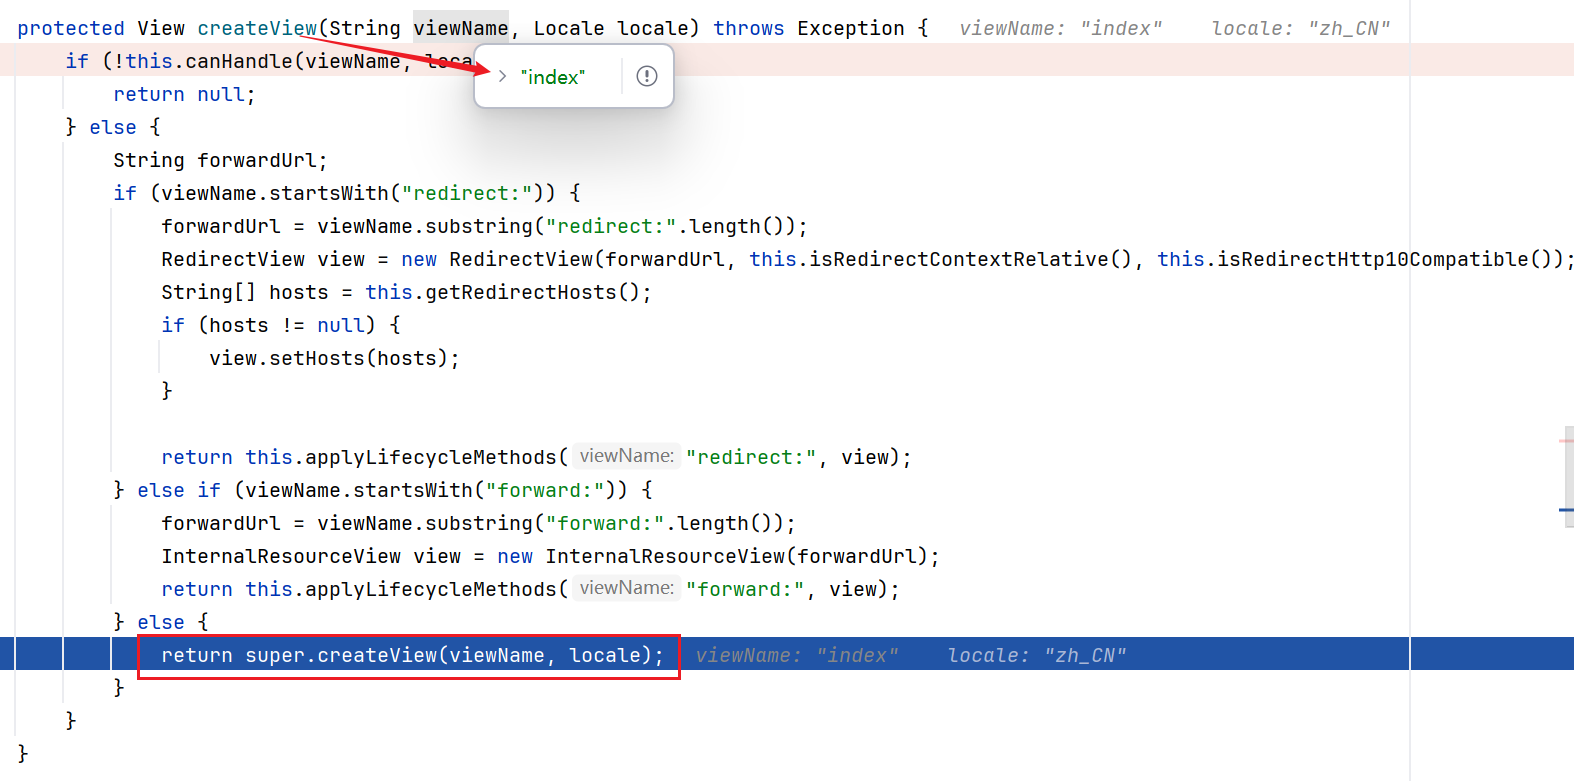 protected View createView(String viewName, Locale locale) throws Exception {   viewName: "index"    locale: "zh_CN"
    if (!this.canHandle(viewName, loca
"index"
        return null;
    } else {
        String forwardUrl;
        if (viewName.startsWith("redirect:")) {
            forwardUrl = viewName.substring("redirect:".length());
            RedirectView view = new RedirectView(forwardUrl, this.isRedirectContextRelative(), this.isRedirectHttp10Compatible());
            String[] hosts = this.getRedirectHosts();
            if (hosts != null) {
                view.setHosts(hosts);
            }
            return this.applyLifecycleMethods( viewName: "redirect:", view);
        } else if (viewName.startsWith("forward:")) {
            forwardUrl = viewName.substring("forward:".length());
            InternalResourceView view = new InternalResourceView(forwardUrl);
            return this.applyLifecycleMethods( viewName: "forward:", view);
        } else {
            return super.createView(viewName, locale);   viewName: "index"    locale: "zh_CN"
        }
    }
}